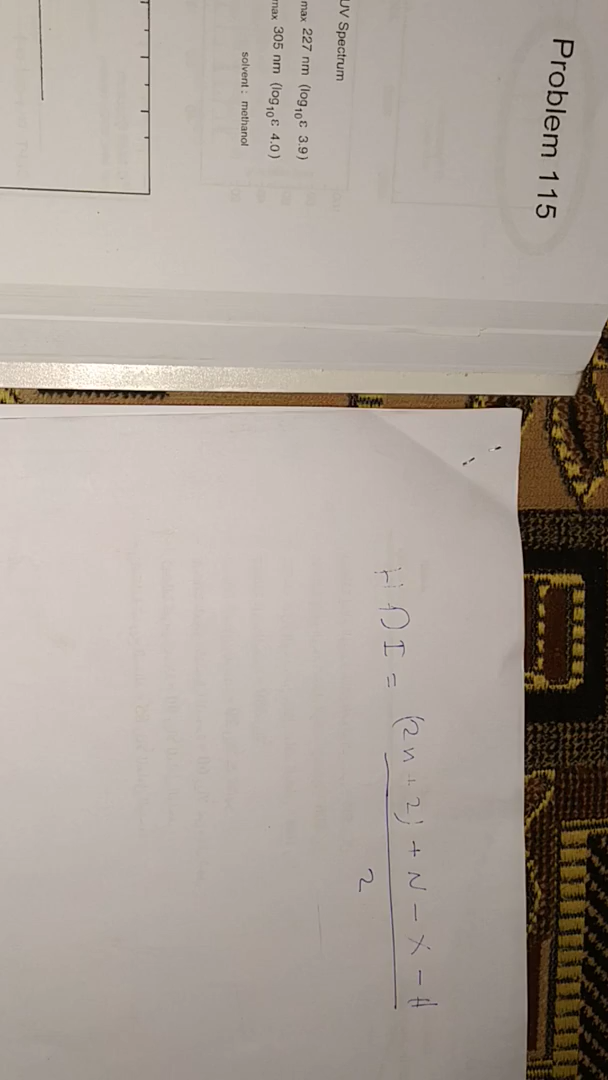 Problem 115
UV Spectrum
max 227 nm (log10ε 3.9)
max 305 nm (log10ε 4.0)
solvent : methanol
HDI = (2n+2) + N - X - H
2